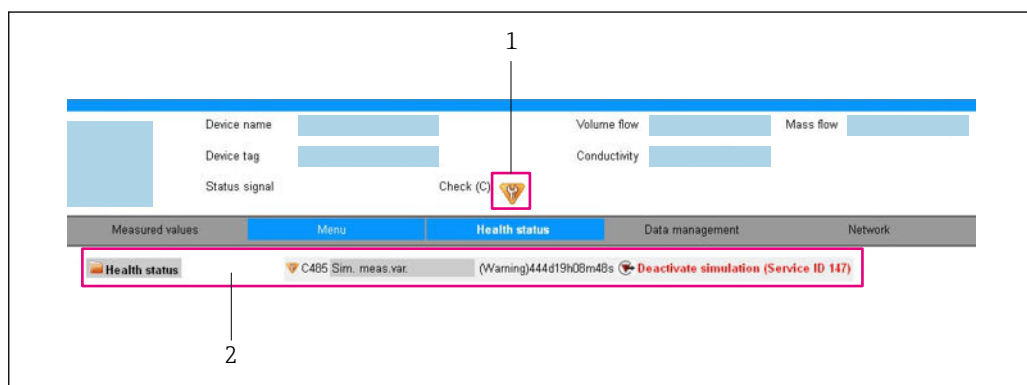 1
Device name
Volume flow
Mass flow
Device tag
Conductivity
Status signal
Check (C)
Measured values
Menu
Health status
Data management
Network
Health status
C485 Sim. meas.var. (Warning)444d19h08m48s Deactivate simulation (Service ID 147)
2